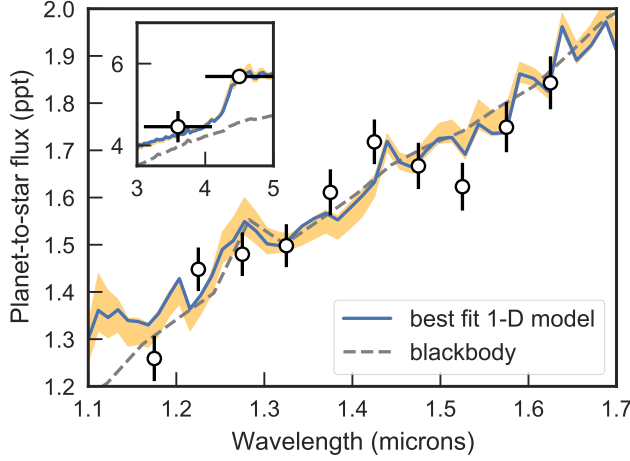 2.0
1.9
1.8
1.7
1.6
1.5
1.4
1.3
1.2
Planet-to-star flux (ppt)
6
4
3 4 5
best fit 1-D model
blackbody
1.1 1.2 1.3 1.4 1.5 1.6 1.7
Wavelength (microns)